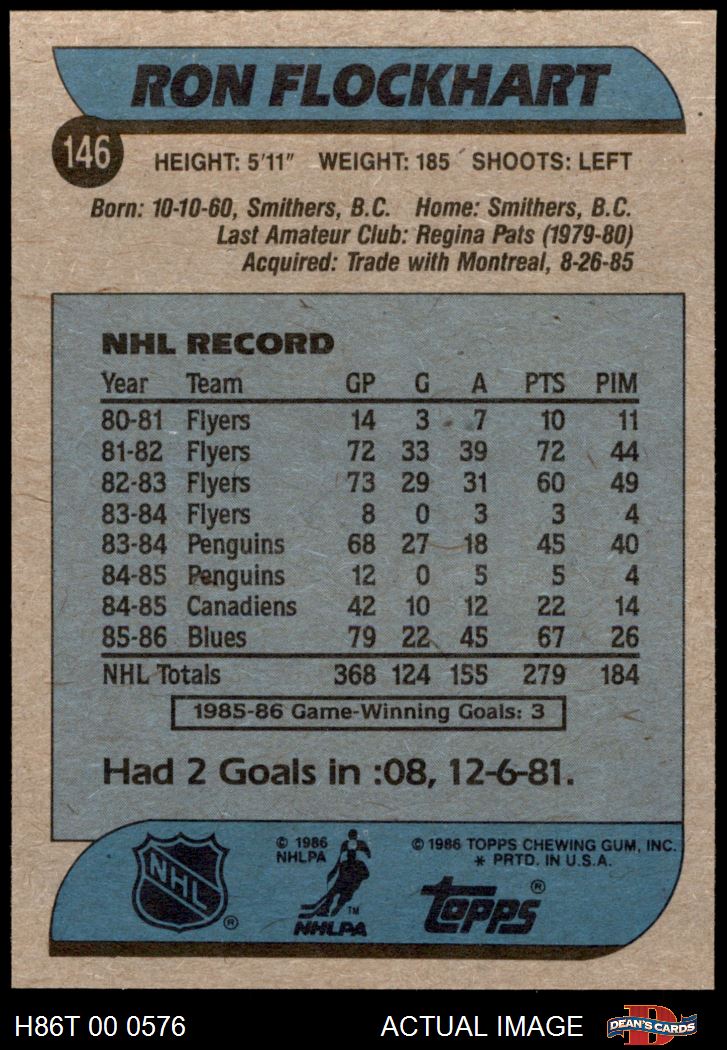 RON FLOCKHART
146
HEIGHT: 5'11" WEIGHT: 185 SHOOTS: LEFT
Born: 10-10-60, Smithers, B.C. Home: Smithers, B.C.
Last Amateur Club: Regina Pats (1979-80)
Acquired: Trade with Montreal, 8-26-85
NHL RECORD
Year Team GP G A PTS PIM
80-81 Flyers 14 3 7 10 11
81-82 Flyers 72 33 39 72 44
82-83 Flyers 73 29 31 60 49
83-84 Flyers 8 0 3 3 4
83-84 Penguins 68 27 18 45 40
84-85 Penguins 12 0 5 5 4
84-85 Canadiens 42 10 12 22 14
85-86 Blues 79 22 45 67 26
NHL Totals 368 124 155 279 184
1985-86 Game-Winning Goals: 3
Had 2 Goals in :08, 12-6-81.
NHL ®
© 1986
NHLPA
TM
NHLPA
© 1986 TOPPS CHEWING GUM, INC.
* PRTD. IN U.S.A.
topps ®
H86T 00 0576 ACTUAL IMAGE
D
DEAN'S CARDS